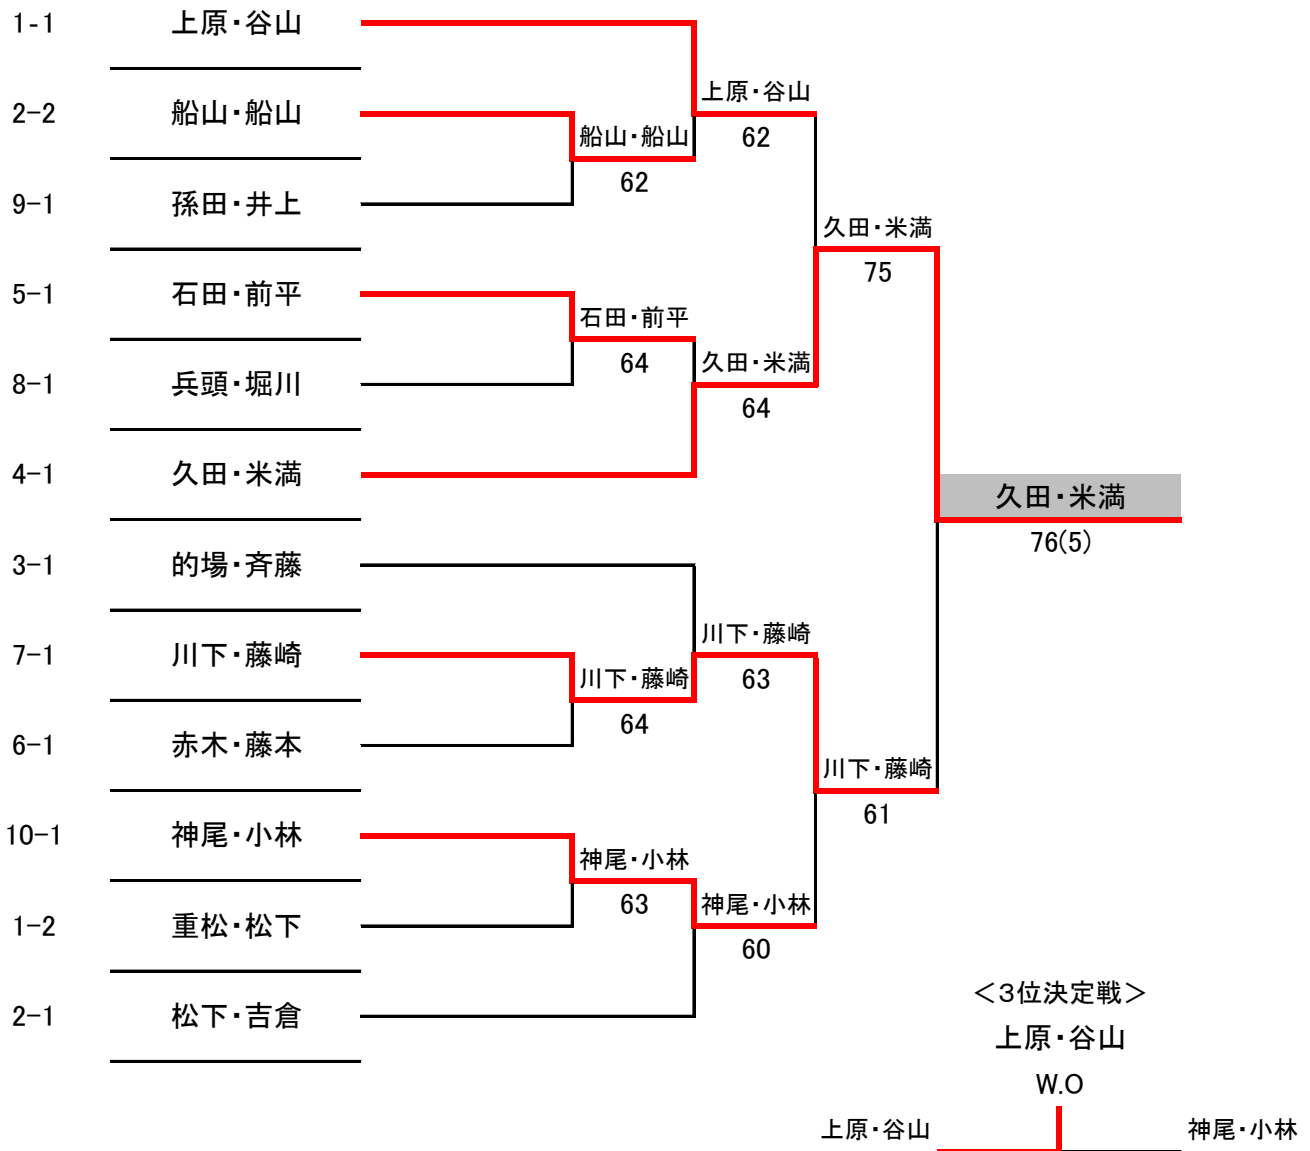 1-1 上原・谷山
2-2 船山・船山
9-1 孫田・井上
5-1 石田・前平
8-1 兵頭・堀川
4-1 久田・米満
3-1 的場・斉藤
7-1 川下・藤崎
6-1 赤木・藤本
10-1 神尾・小林
1-2 重松・松下
2-1 松下・吉倉
船山・船山
62
石田・前平
64
川下・藤崎
64
神尾・小林
63
上原・谷山
62
久田・米満
64
川下・藤崎
63
神尾・小林
60
久田・米満
75
川下・藤崎
61
久田・米満
76(5)
＜3位決定戦＞
上原・谷山
W.O
上原・谷山 神尾・小林